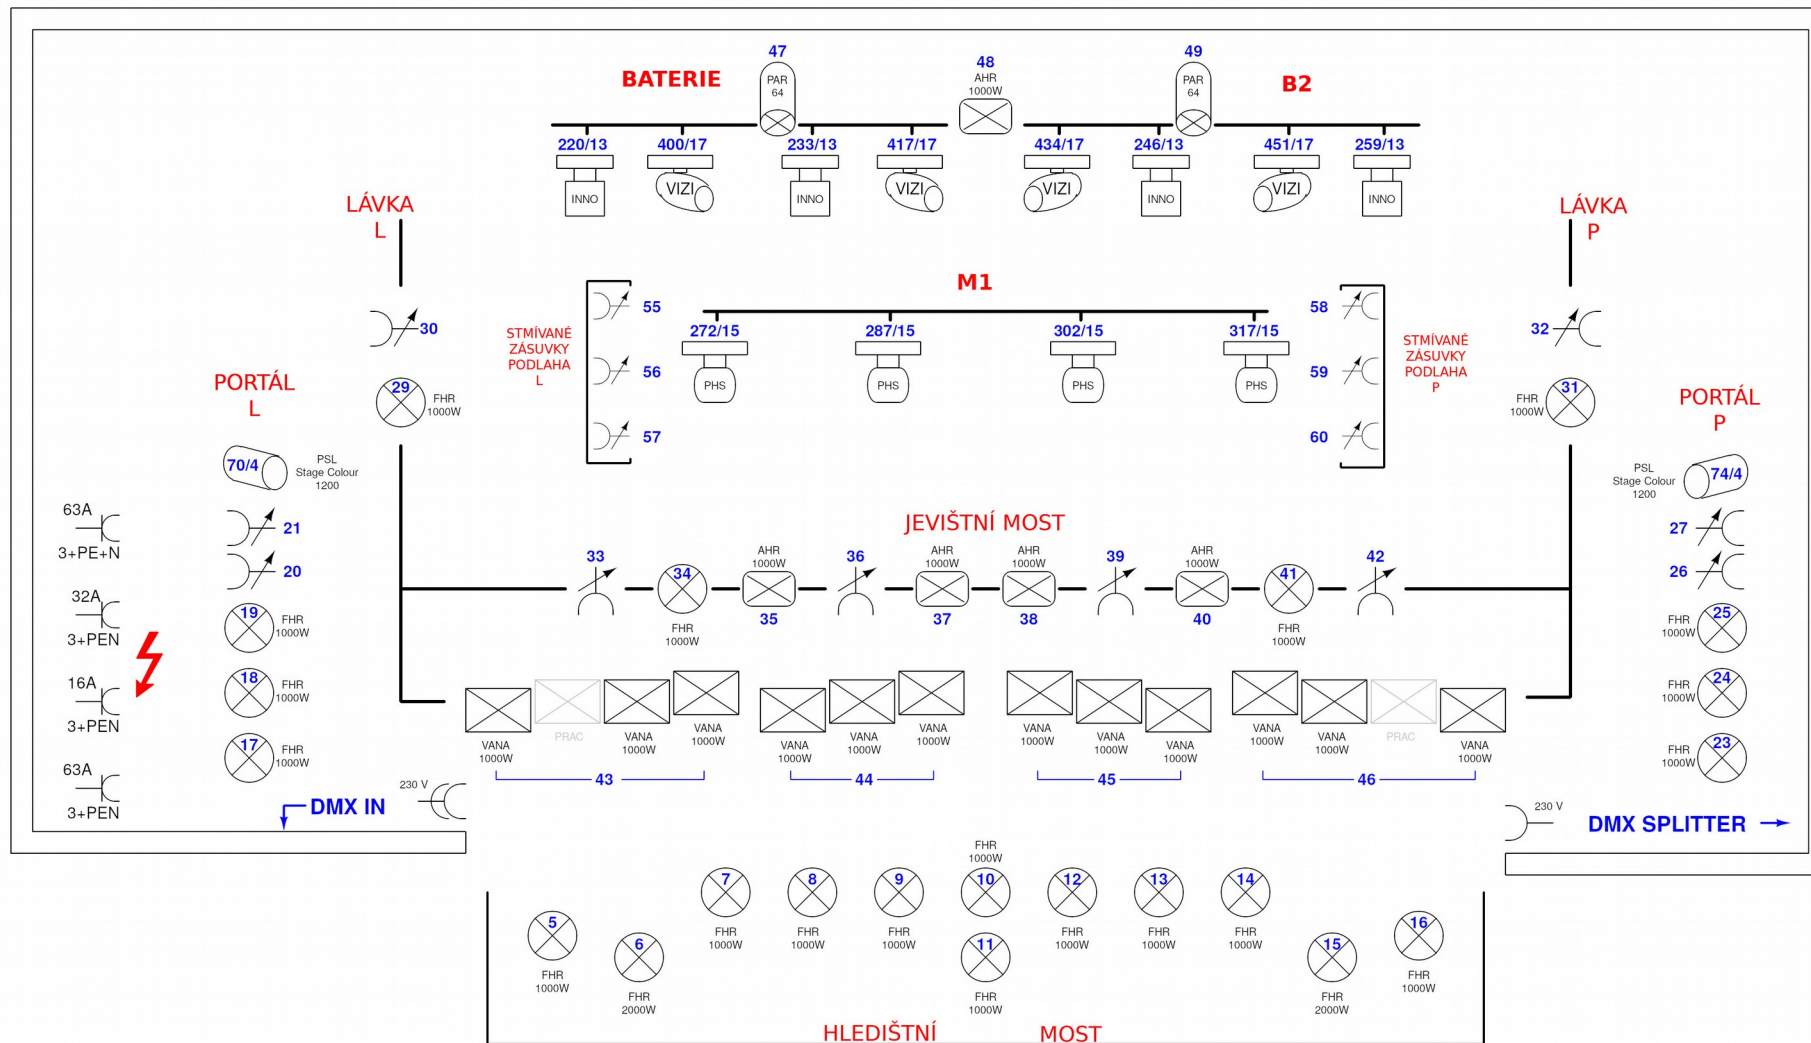 47
48
49
BATERIE
PAR
64
AHR
1000W
PAR
64
B2
220/13
400/17
233/13
417/17
434/17
246/13
451/17
259/13
INNO
VIZI
INNO
VIZI
VIZI
INNO
VIZI
INNO
LÁVKA
L
LÁVKA
P
M1
55
58
30
272/15
287/15
302/15
317/15
32
STMÍVANÉ
ZÁSUVKY
PODLAHA
L
STMÍVANÉ
ZÁSUVKY
PODLAHA
P
56
59
PHS
PHS
PHS
PHS
57
60
PORTÁL
L
29
FHR
1000W
FHR
1000W
31
PORTÁL
P
70/4
PSL
Stage Colour
1200
PSL
Stage Colour
1200
74/4
63A
3+PE+N
21
27
20
26
32A
3+PEN
19
FHR
1000W
FHR
1000W
25
16A
3+PEN
18
FHR
1000W
FHR
1000W
24
63A
3+PEN
17
FHR
1000W
FHR
1000W
23
JEVIŠTNÍ MOST
33
34
FHR
1000W
AHR
1000W
35
36
AHR
1000W
37
AHR
1000W
38
39
AHR
1000W
40
41
FHR
1000W
42
VANA
1000W
PRAC
VANA
1000W
VANA
1000W
VANA
1000W
VANA
1000W
VANA
1000W
VANA
1000W
VANA
1000W
VANA
1000W
VANA
1000W
VANA
1000W
PRAC
VANA
1000W
43
44
45
46
230 V
DMX IN
230 V
DMX SPLITTER
5
FHR
1000W
6
FHR
2000W
7
FHR
1000W
8
FHR
1000W
9
FHR
1000W
FHR
1000W
10
11
FHR
1000W
12
FHR
1000W
13
FHR
1000W
14
FHR
1000W
15
FHR
2000W
16
FHR
1000W
HLEDIŠTNÍ MOST